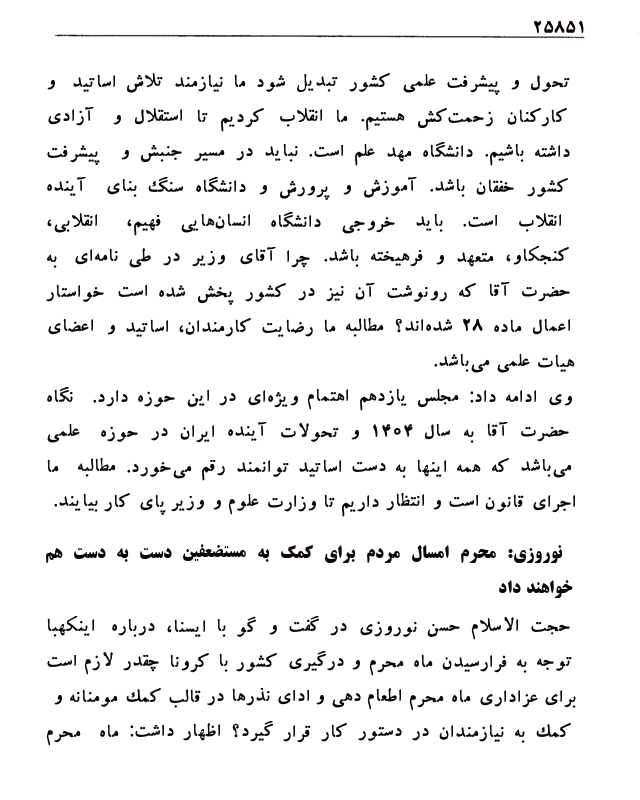 ۲۵۸۵۱
تحول و پیشرفت علمی کشور تبدیل شود ما نیازمند تلاش اساتید و
کارکنان زحمت‌کش هستیم. ما انقلاب کردیم تا استقلال و آزادی
داشته باشیم. دانشگاه مهد علم است. نباید در مسیر جنبش و پیشرفت
کشور خفقان باشد. آموزش و پرورش و دانشگاه سنگ بنای آینده
انقلاب است. باید خروجی دانشگاه انسان‌هایی فهیم، انقلابی،
کنجکاو، متعهد و فرهیخته باشد. چرا آقای وزیر در طی نامه‌ای به
حضرت آقا که رونوشت آن نیز در کشور پخش شده است خواستار
اعمال ماده ۲۸ شده‌اند؟ مطالبه ما رضایت کارمندان، اساتید و اعضای
هیات علمی می‌باشد.
وی ادامه داد: مجلس یازدهم اهتمام ویژه‌ای در این حوزه دارد. نگاه
حضرت آقا به سال ۱۴۰۴ و تحولات آینده ایران در حوزه علمی
می‌باشد که همه اینها به دست اساتید توانمند رقم می‌خورد. مطالبه ما
اجرای قانون است و انتظار داریم تا وزارت علوم و وزیر پای کار بیایند.
نوروزی: محرم امسال مردم برای کمک به مستضعفین دست به دست هم
خواهند داد
حجت الاسلام حسن نوروزی در گفت و گو با ایسنا، درباره اینکهبا
توجه به فرارسیدن ماه محرم و درگیری کشور با کرونا چقدر لازم است
برای عزاداری ماه محرم اطعام دهی و ادای نذرها در قالب کمک مومنانه و
کمک به نیازمندان در دستور کار قرار گیرد؟ اظهار داشت: ماه محرم